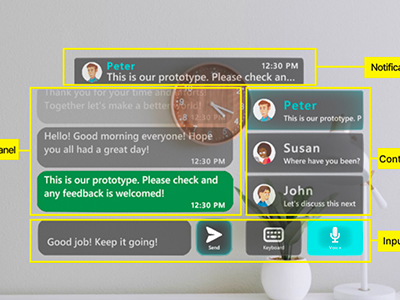 Peter 12:30 PM
This is our prototype. Please check an...
Notifica
Thank you for your time and efforts!
Together let's make a better world!
12:30 PM
Hello! Good morning everyone! Hope
you all had a great day!
12:30 PM
This is our prototype. Please check and
any feedback is welcomed!
12:30 PM
anel
Peter
This is our prototype. P
Susan
Where have you been?
John
Let's discuss this next
Cont
Good job! Keep it going!
Send
Keyboard
Voice
Inpu